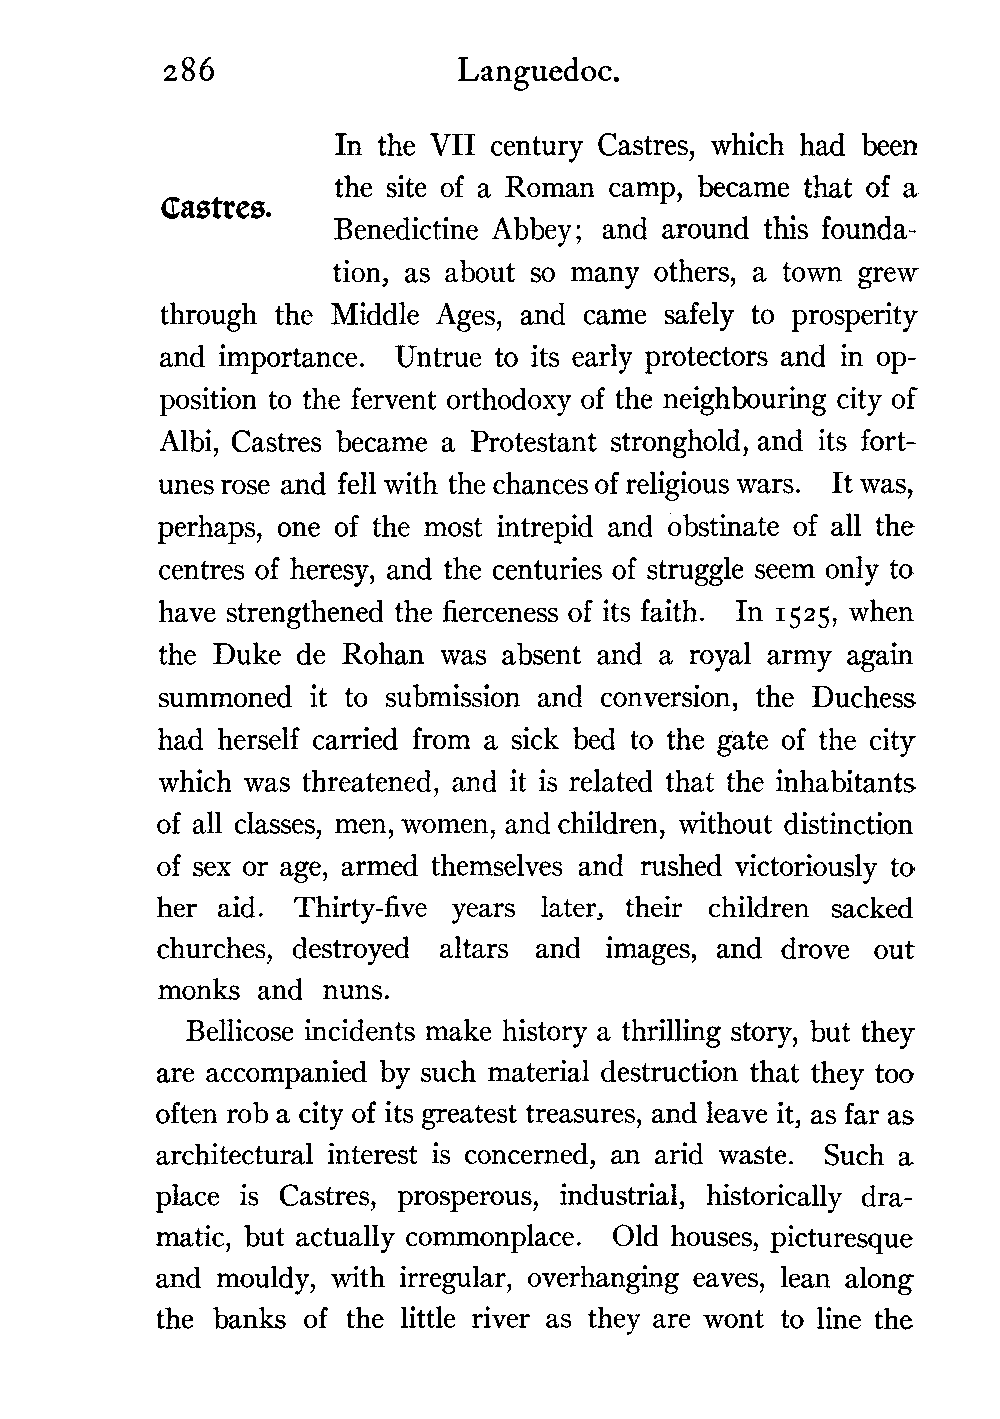 286 Languedoc.
Castres.
In the VII century Castres, which had been
the site of a Roman camp, became that of a
Benedictine Abbey; and around this founda-
tion, as about so many others, a town grew
through the Middle Ages, and came safely to prosperity
and importance. Untrue to its early protectors and in op-
position to the fervent orthodoxy of the neighbouring city of
Albi, Castres became a Protestant stronghold, and its fort-
unes rose and fell with the chances of religious wars. It was,
perhaps, one of the most intrepid and obstinate of all the
centres of heresy, and the centuries of struggle seem only to
have strengthened the fierceness of its faith. In 1525, when
the Duke de Rohan was absent and a royal army again
summoned it to submission and conversion, the Duchess
had herself carried from a sick bed to the gate of the city
which was threatened, and it is related that the inhabitants
of all classes, men, women, and children, without distinction
of sex or age, armed themselves and rushed victoriously to
her aid. Thirty-five years later, their children sacked
churches, destroyed altars and images, and drove out
monks and nuns.
Bellicose incidents make history a thrilling story, but they
are accompanied by such material destruction that they too
often rob a city of its greatest treasures, and leave it, as far as
architectural interest is concerned, an arid waste. Such a
place is Castres, prosperous, industrial, historically dra-
matic, but actually commonplace. Old houses, picturesque
and mouldy, with irregular, overhanging eaves, lean along
the banks of the little river as they are wont to line the